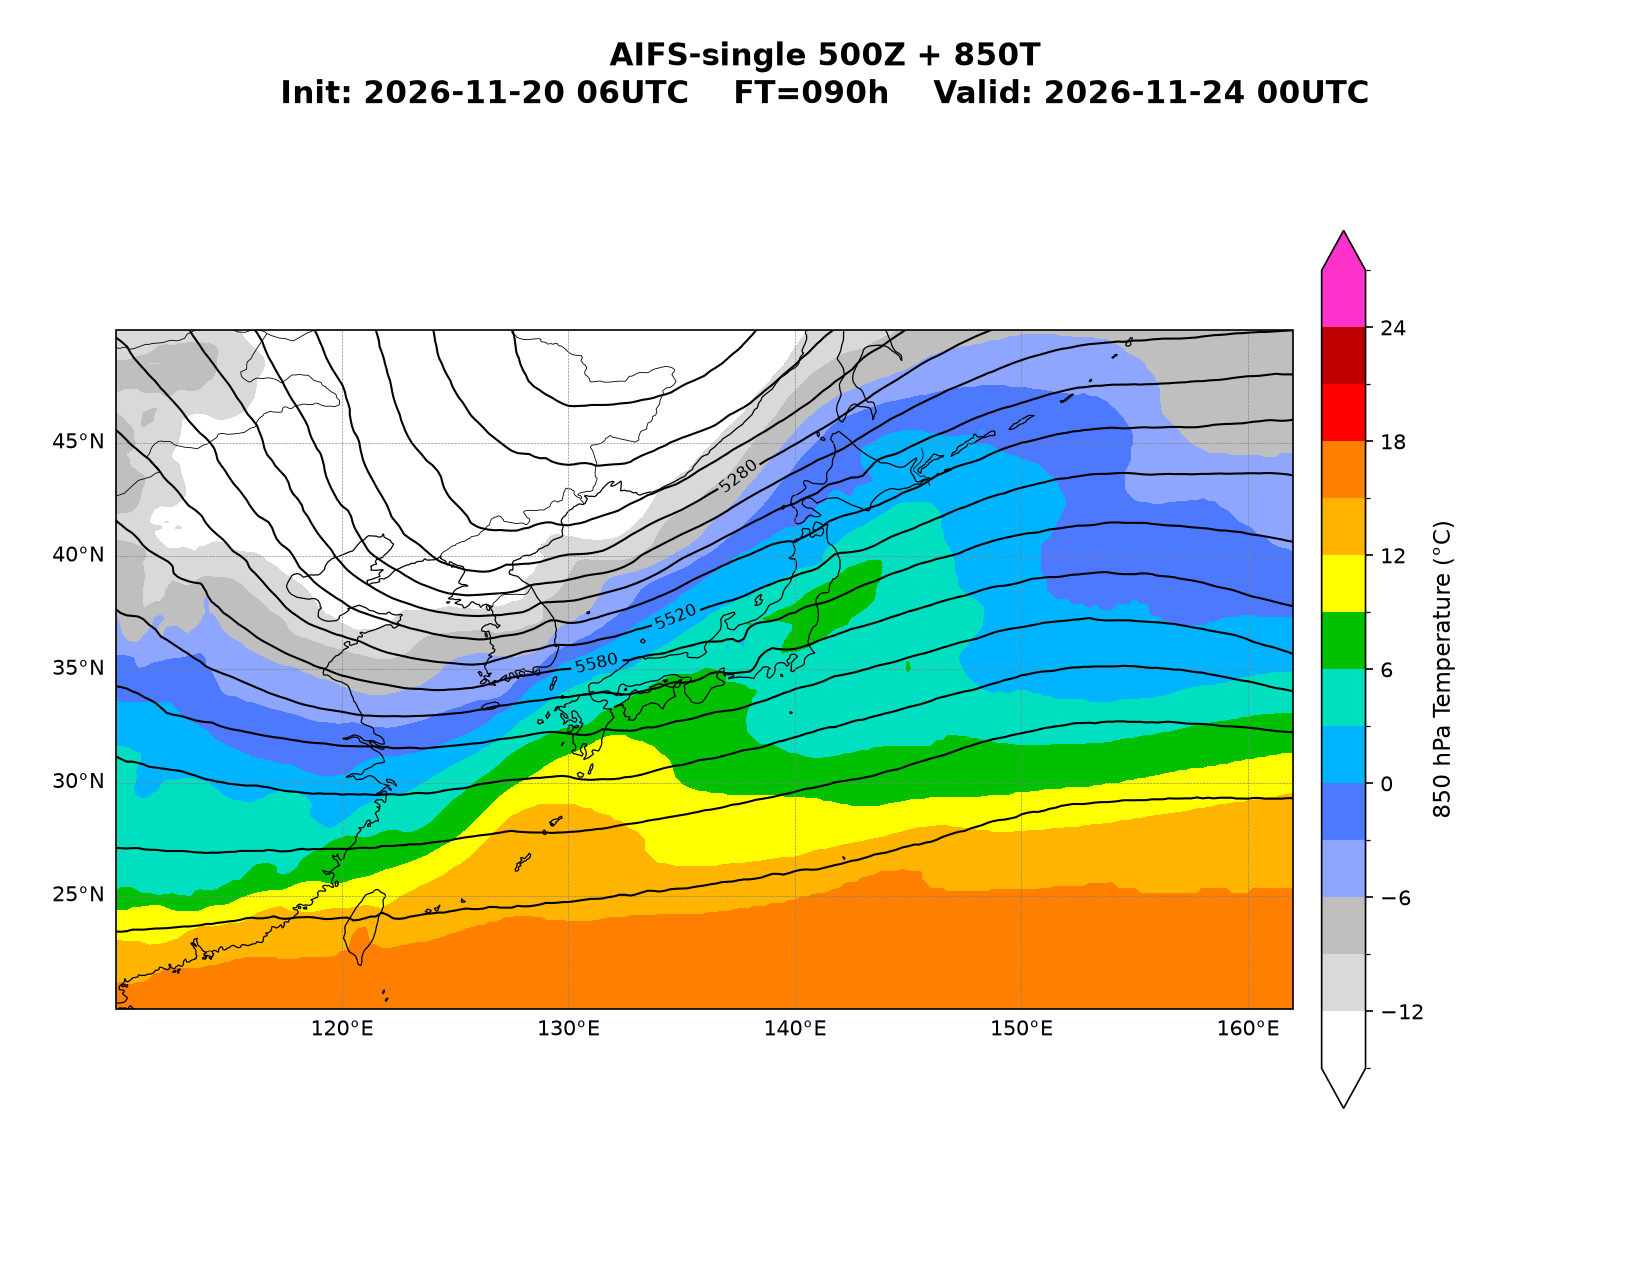 AIFS-single 500Z + 850T
Init: 2026-11-20 06UTC    FT=090h    Valid: 2026-11-24 00UTC
45°N
40°N
35°N
30°N
25°N
120°E
130°E
140°E
150°E
160°E
5280
5520
5580
24
18
12
6
0
−6
−12
850 hPa Temperature (°C)